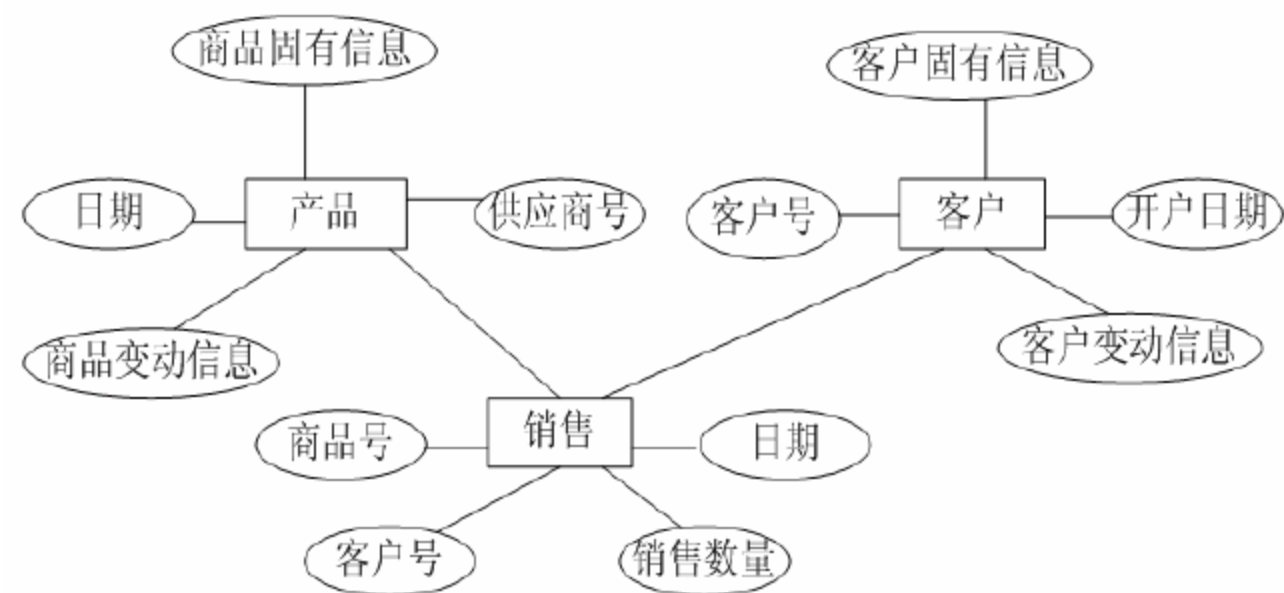 商品固有信息
客户固有信息
日期
产品
供应商号
客户号
客户
开户日期
商品变动信息
客户变动信息
商品号
销售
日期
客户号
销售数量